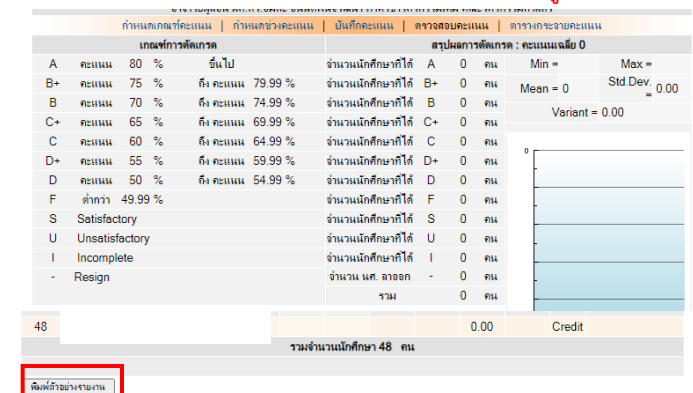 กำหนดเกณฑ์คะแนน | กำหนดช่วงคะแนน | บันทึกคะแนน | ตรวจสอบคะแนน | ตารางกระจายคะแนน
เกณฑ์การตัดเกรด สรุปผลการตัดเกรด : คะแนนเฉลี่ย 0
A คะแนน 80 % ขึ้นไป จำนวนนักศึกษาที่ได้ A 0 คน Min = Max =
B+ คะแนน 75 % ถึง คะแนน 79.99 % จำนวนนักศึกษาที่ได้ B+ 0 คน Mean = 0 Std.Dev. = 0.00
B คะแนน 70 % ถึง คะแนน 74.99 % จำนวนนักศึกษาที่ได้ B 0 คน
C+ คะแนน 65 % ถึง คะแนน 69.99 % จำนวนนักศึกษาที่ได้ C+ 0 คน Variant = 0.00
C คะแนน 60 % ถึง คะแนน 64.99 % จำนวนนักศึกษาที่ได้ C 0 คน
D+ คะแนน 55 % ถึง คะแนน 59.99 % จำนวนนักศึกษาที่ได้ D+ 0 คน 0
D คะแนน 50 % ถึง คะแนน 54.99 % จำนวนนักศึกษาที่ได้ D 0 คน
F ต่ำกว่า 49.99 % จำนวนนักศึกษาที่ได้ F 0 คน
S Satisfactory จำนวนนักศึกษาที่ได้ S 0 คน
U Unsatisfactory จำนวนนักศึกษาที่ได้ U 0 คน
I Incomplete จำนวนนักศึกษาที่ได้ I 0 คน
- Resign จำนวน นศ. ลาออก - 0 คน
รวม 0 คน
48 0.00 Credit
รวมจำนวนนักศึกษา 48 คน
พิมพ์ตัวอย่างรายงาน